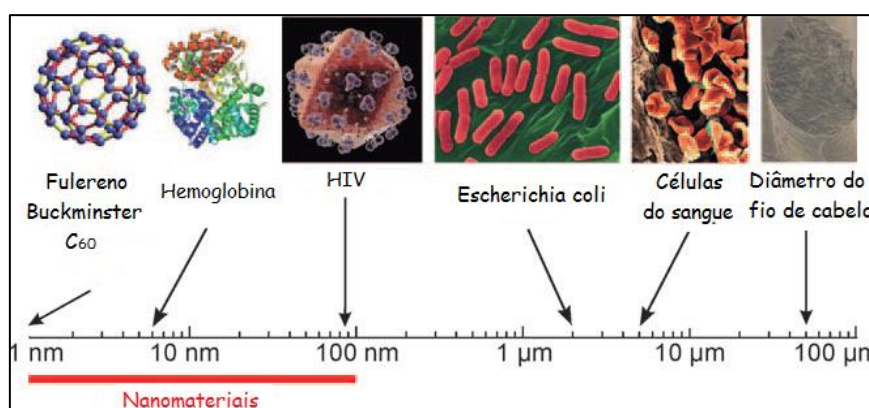 Fulereno
Buckminster
C60
Hemoglobina
HIV
Escherichia coli
Células
do sangue
Diâmetro do
fio de cabelo
1 nm
10 nm
100 nm
1 μm
10 μm
100 μm
Nanomateriais